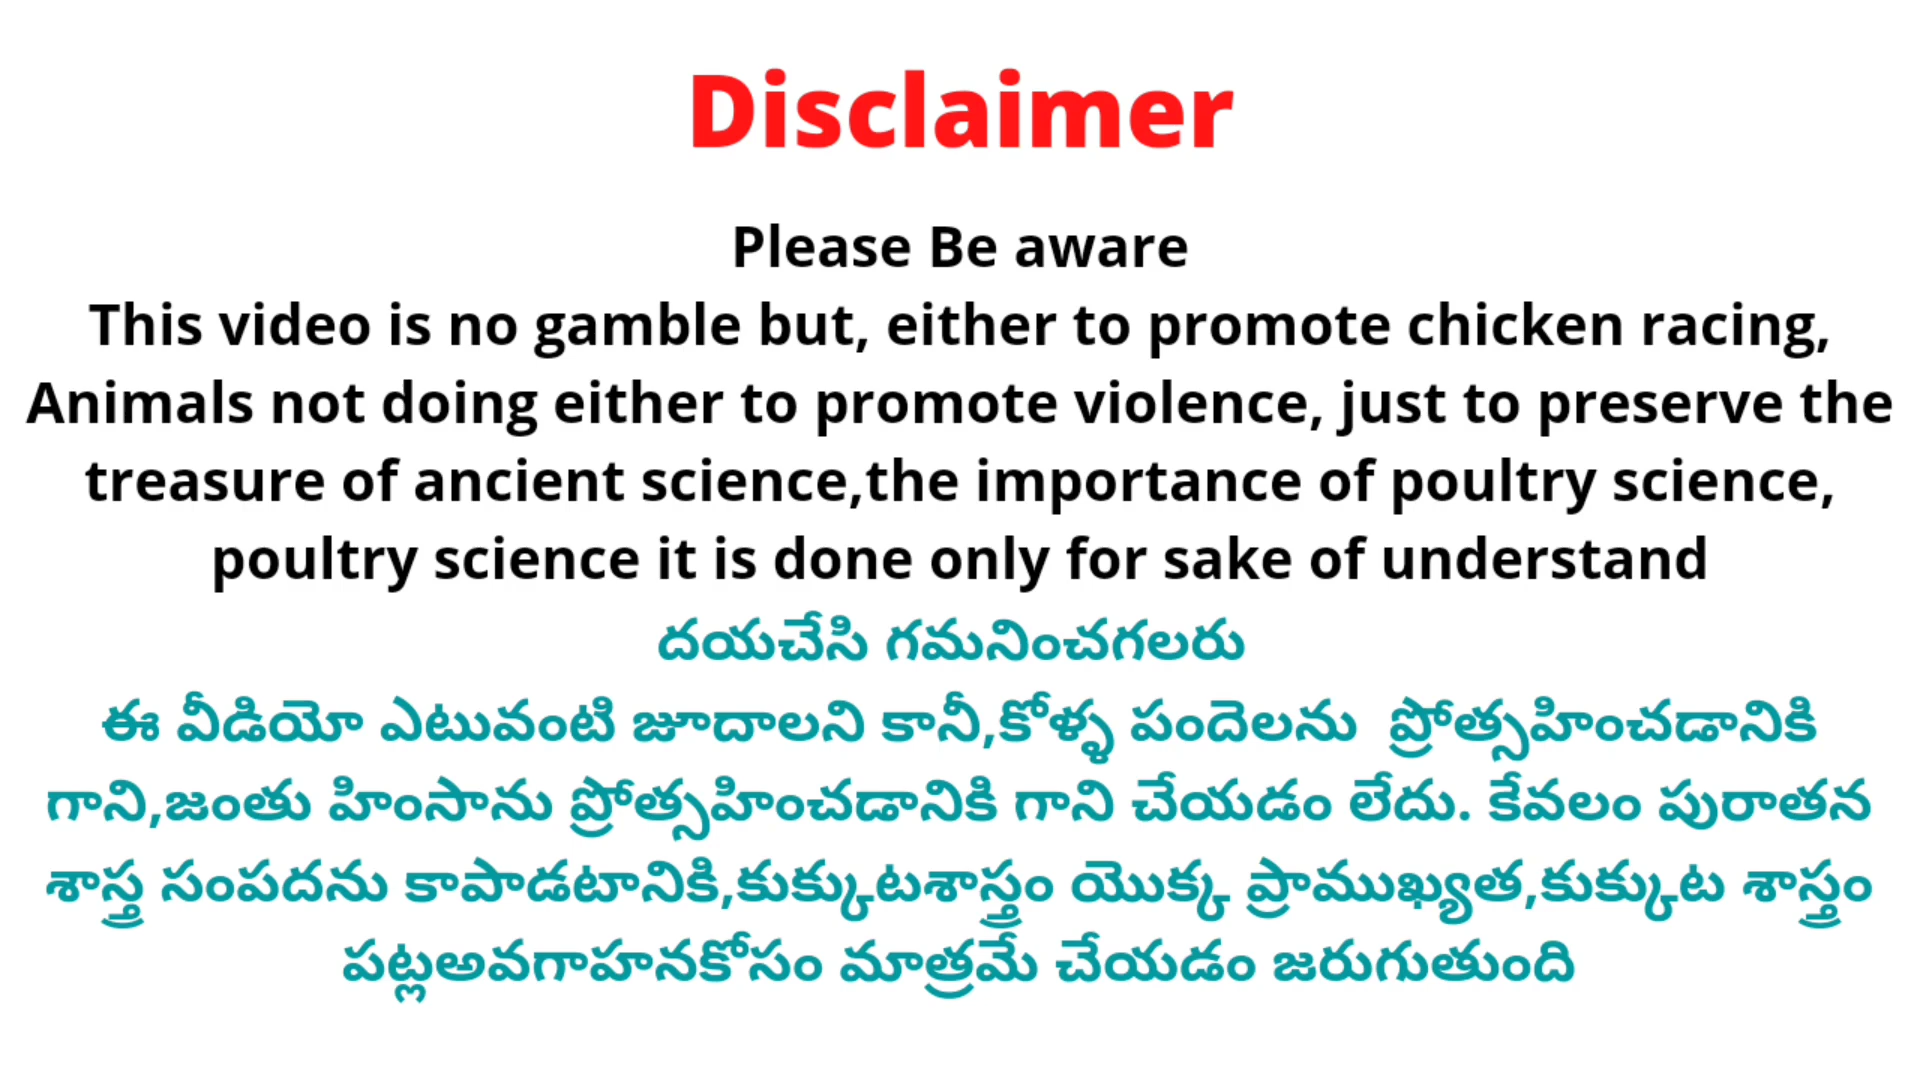 Disclaimer
Please Be aware
This video is no gamble but, either to promote chicken racing,
Animals not doing either to promote violence, just to preserve the
treasure of ancient science,the importance of poultry science,
poultry science it is done only for sake of understand
దయచేసి గమనించగలరు
ఈ వీడియో ఎటువంటి జూదాలని కానీ,కోళ్ళ పందెలను  ప్రోత్సహించడానికి
గాని,జంతు హింసాను ప్రోత్సహించడానికి గాని చేయడం లేదు. కేవలం పురాతన
శాస్త్ర సంపదను కాపాడటానికి,కుక్కుటశాస్త్రం యొక్క ప్రాముఖ్యత,కుక్కుట శాస్త్రం
పట్లఅవగాహనకోసం మాత్రమే చేయడం జరుగుతుంది